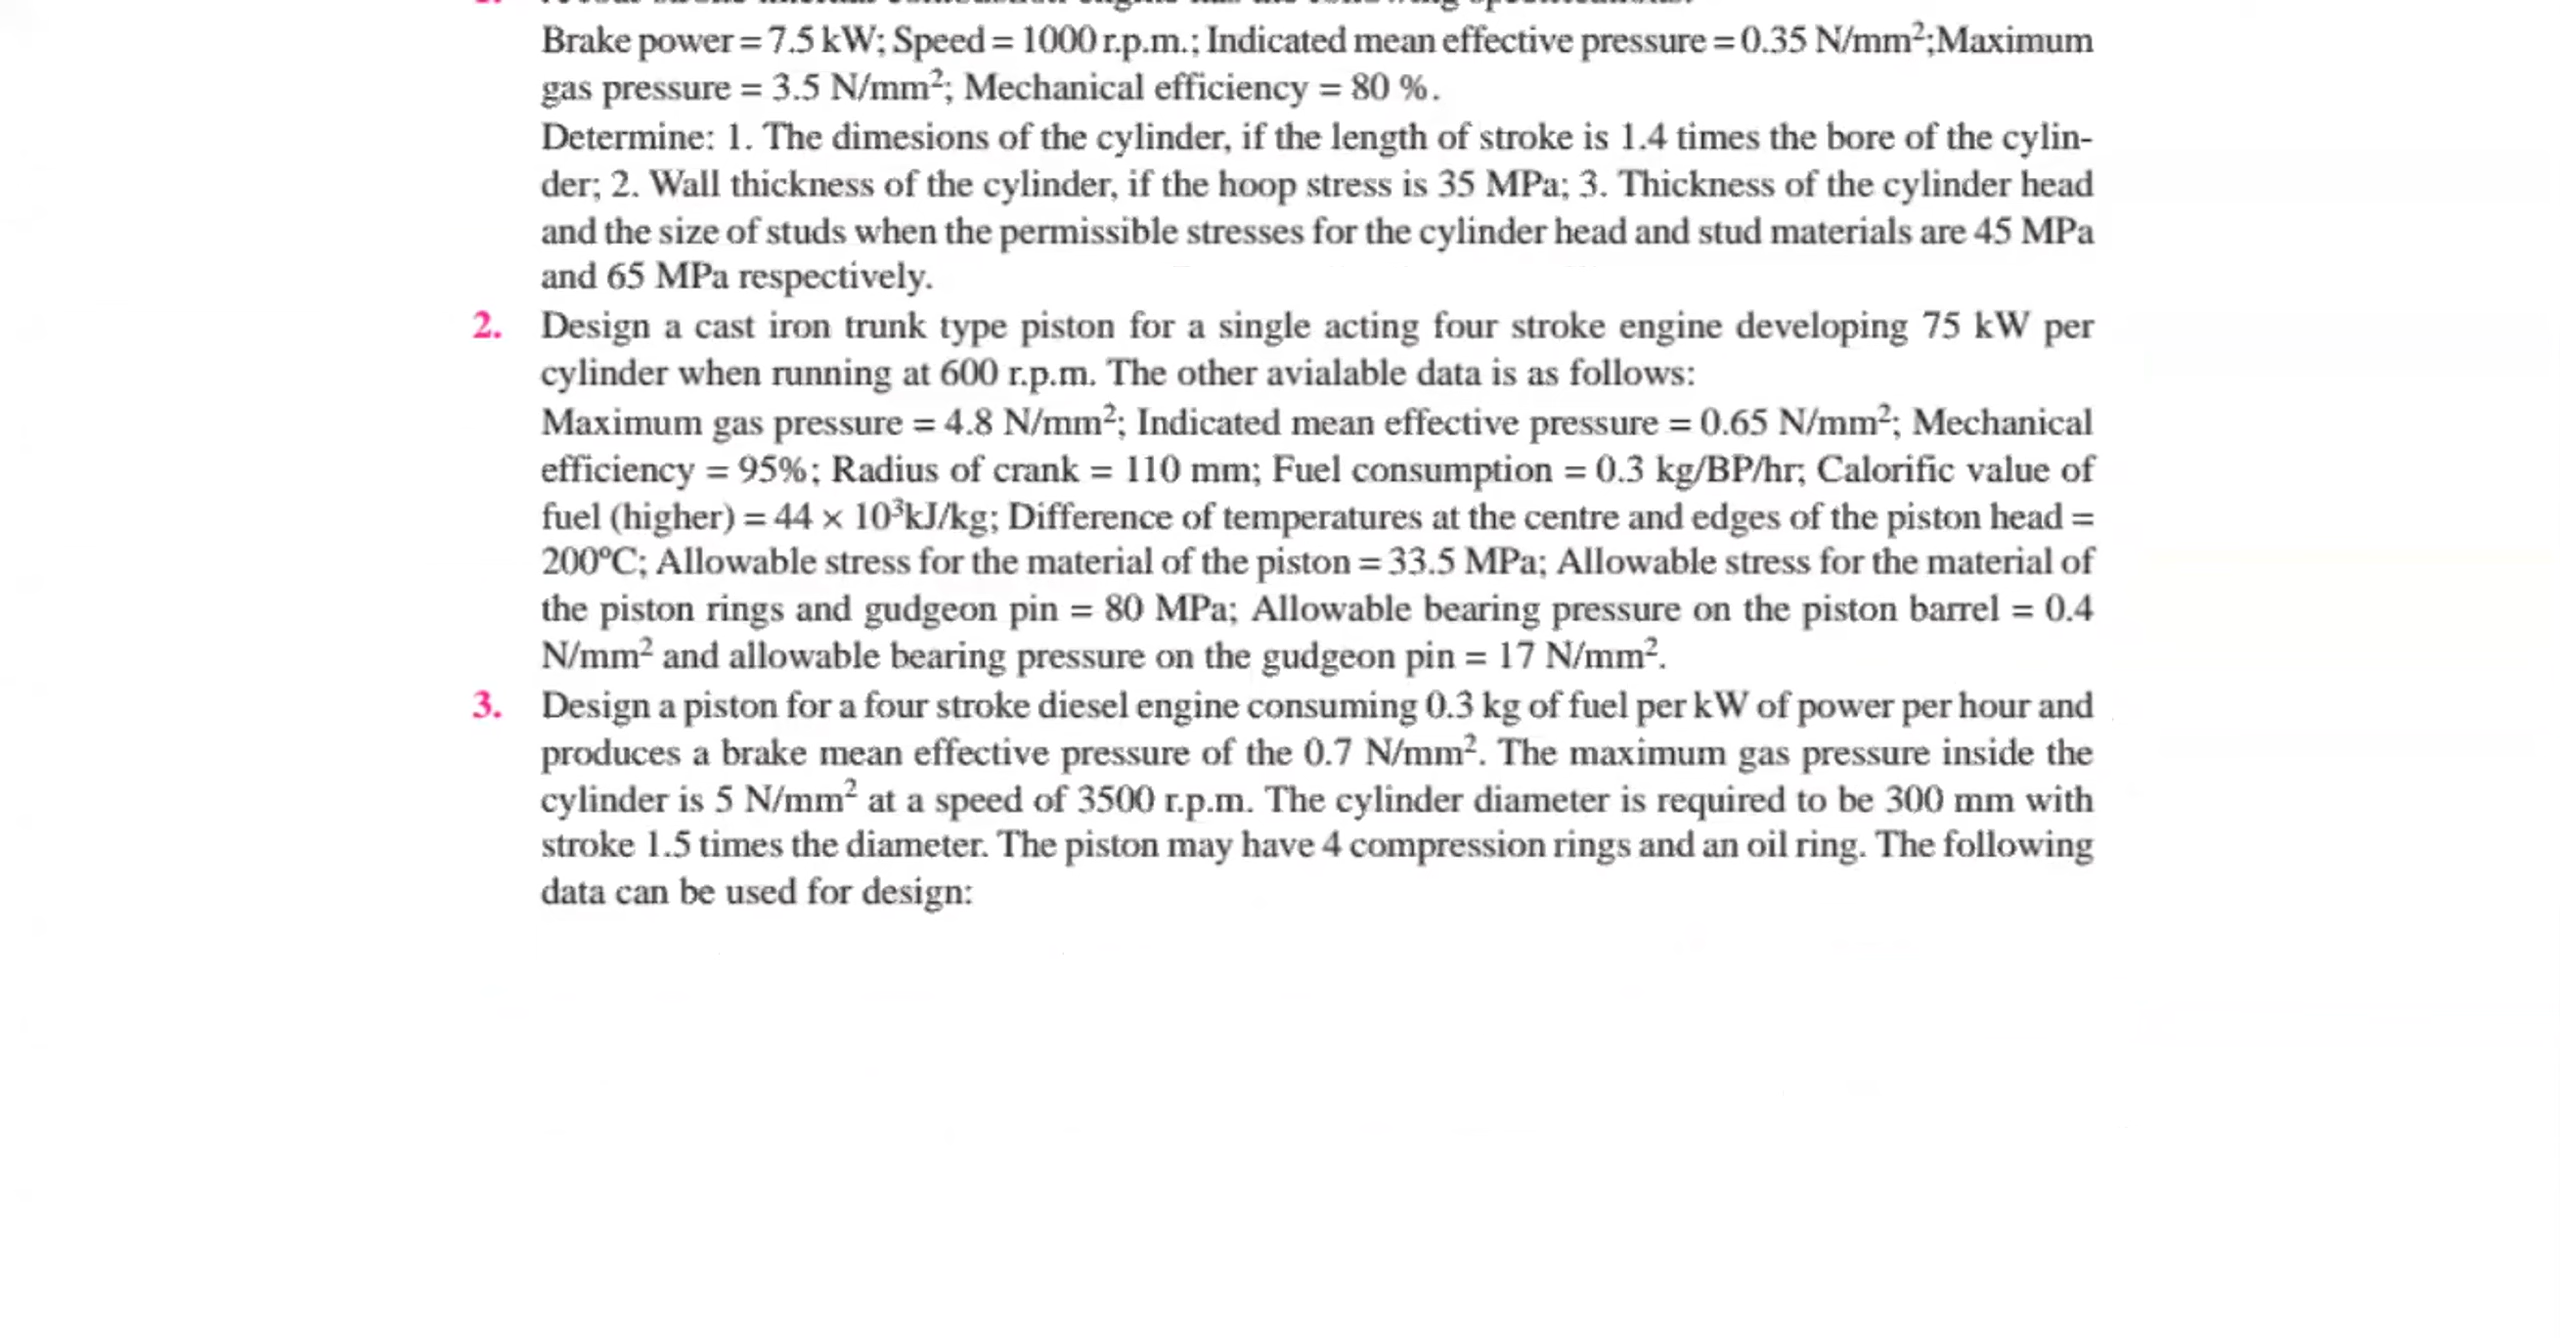 Brake power = 7.5 kW; Speed = 1000 r.p.m.; Indicated mean effective pressure = 0.35 N/mm²;Maximum
gas pressure = 3.5 N/mm²; Mechanical efficiency = 80 %.
Determine: 1. The dimesions of the cylinder, if the length of stroke is 1.4 times the bore of the cylin-
der; 2. Wall thickness of the cylinder, if the hoop stress is 35 MPa; 3. Thickness of the cylinder head
and the size of studs when the permissible stresses for the cylinder head and stud materials are 45 MPa
and 65 MPa respectively.
2. Design a cast iron trunk type piston for a single acting four stroke engine developing 75 kW per
cylinder when running at 600 r.p.m. The other avialable data is as follows:
Maximum gas pressure = 4.8 N/mm²; Indicated mean effective pressure = 0.65 N/mm²; Mechanical
efficiency = 95%; Radius of crank = 110 mm; Fuel consumption = 0.3 kg/BP/hr; Calorific value of
fuel (higher) = 44 × 10³kJ/kg; Difference of temperatures at the centre and edges of the piston head =
200ºC; Allowable stress for the material of the piston = 33.5 MPa; Allowable stress for the material of
the piston rings and gudgeon pin = 80 MPa; Allowable bearing pressure on the piston barrel = 0.4
N/mm² and allowable bearing pressure on the gudgeon pin = 17 N/mm².
3. Design a piston for a four stroke diesel engine consuming 0.3 kg of fuel per kW of power per hour and
produces a brake mean effective pressure of the 0.7 N/mm². The maximum gas pressure inside the
cylinder is 5 N/mm² at a speed of 3500 r.p.m. The cylinder diameter is required to be 300 mm with
stroke 1.5 times the diameter. The piston may have 4 compression rings and an oil ring. The following
data can be used for design: